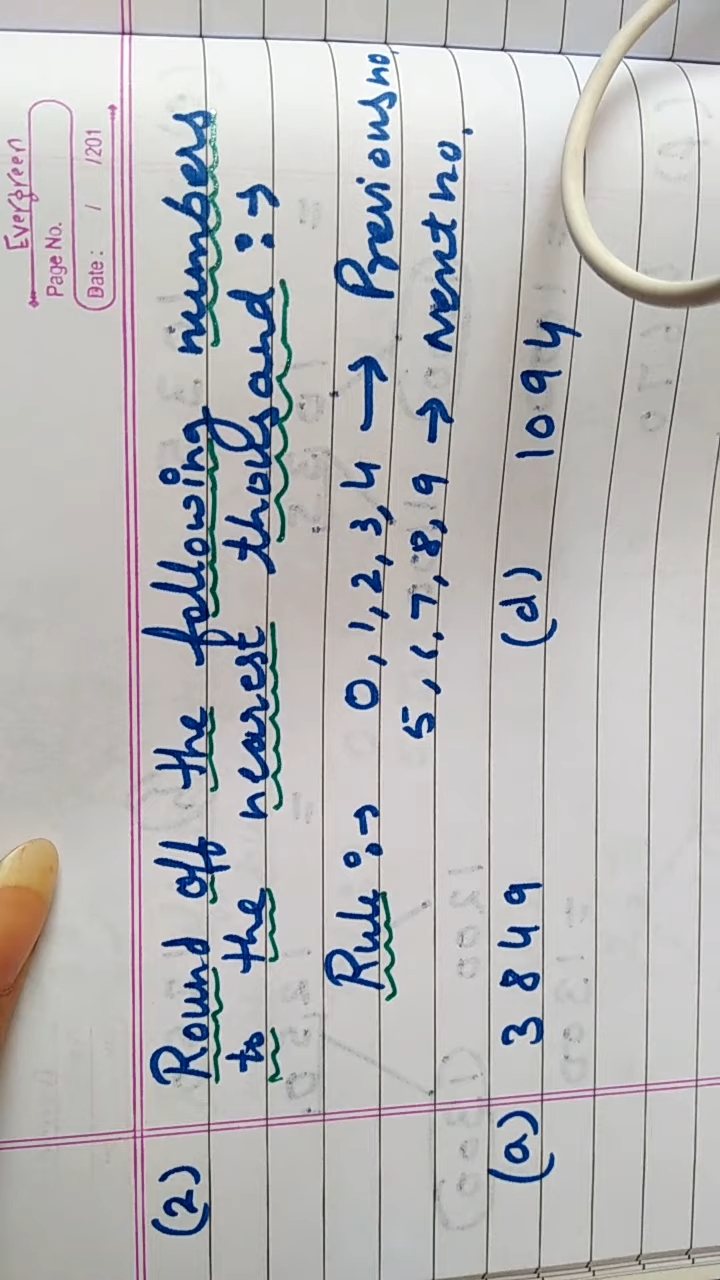 Evergreen
Page No.
Date : / /201
(2) Round off the following numbers
to the nearest thousand :→
Rule :→ 0, 1, 2, 3, 4 → Previous no.
5, 6, 7, 8, 9 → next no.
(a) 3849 (d) 1094